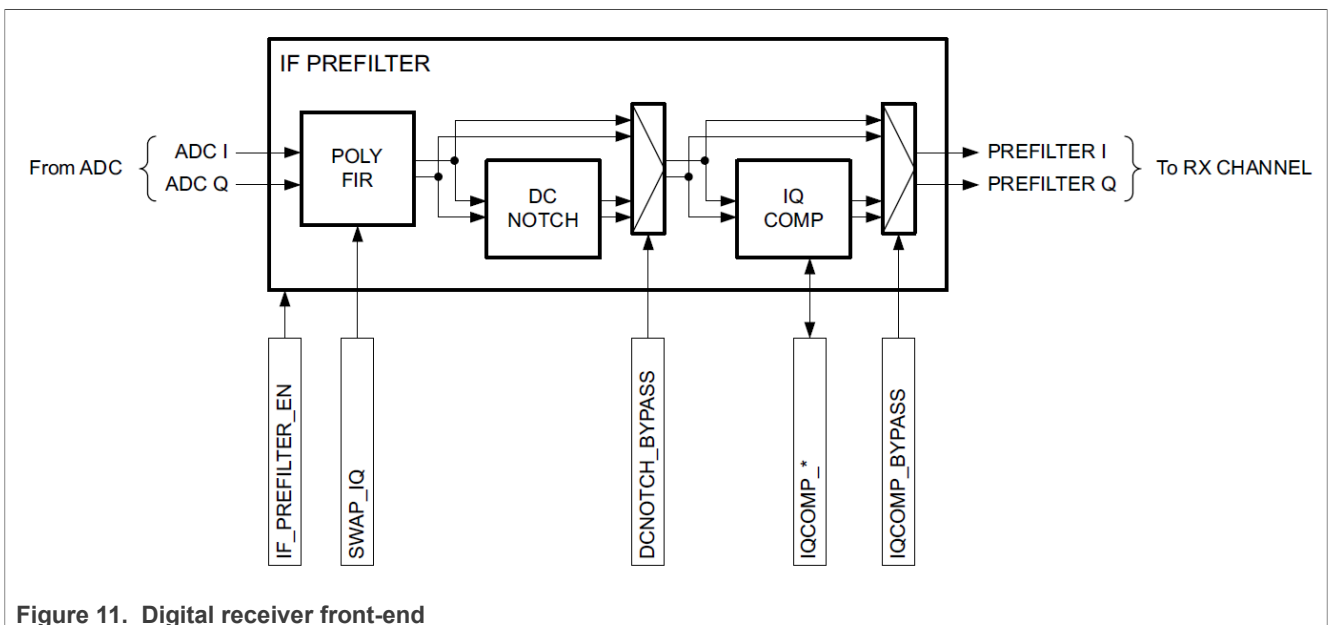 IF PREFILTER
From ADC
ADC I
ADC Q
POLY
FIR
DC
NOTCH
IQ
COMP
PREFILTER I
PREFILTER Q
To RX CHANNEL
IF_PREFILTER_EN
SWAP_IQ
DCNOTCH_BYPASS
IQCOMP_*
IQCOMP_BYPASS
Figure 11. Digital receiver front-end